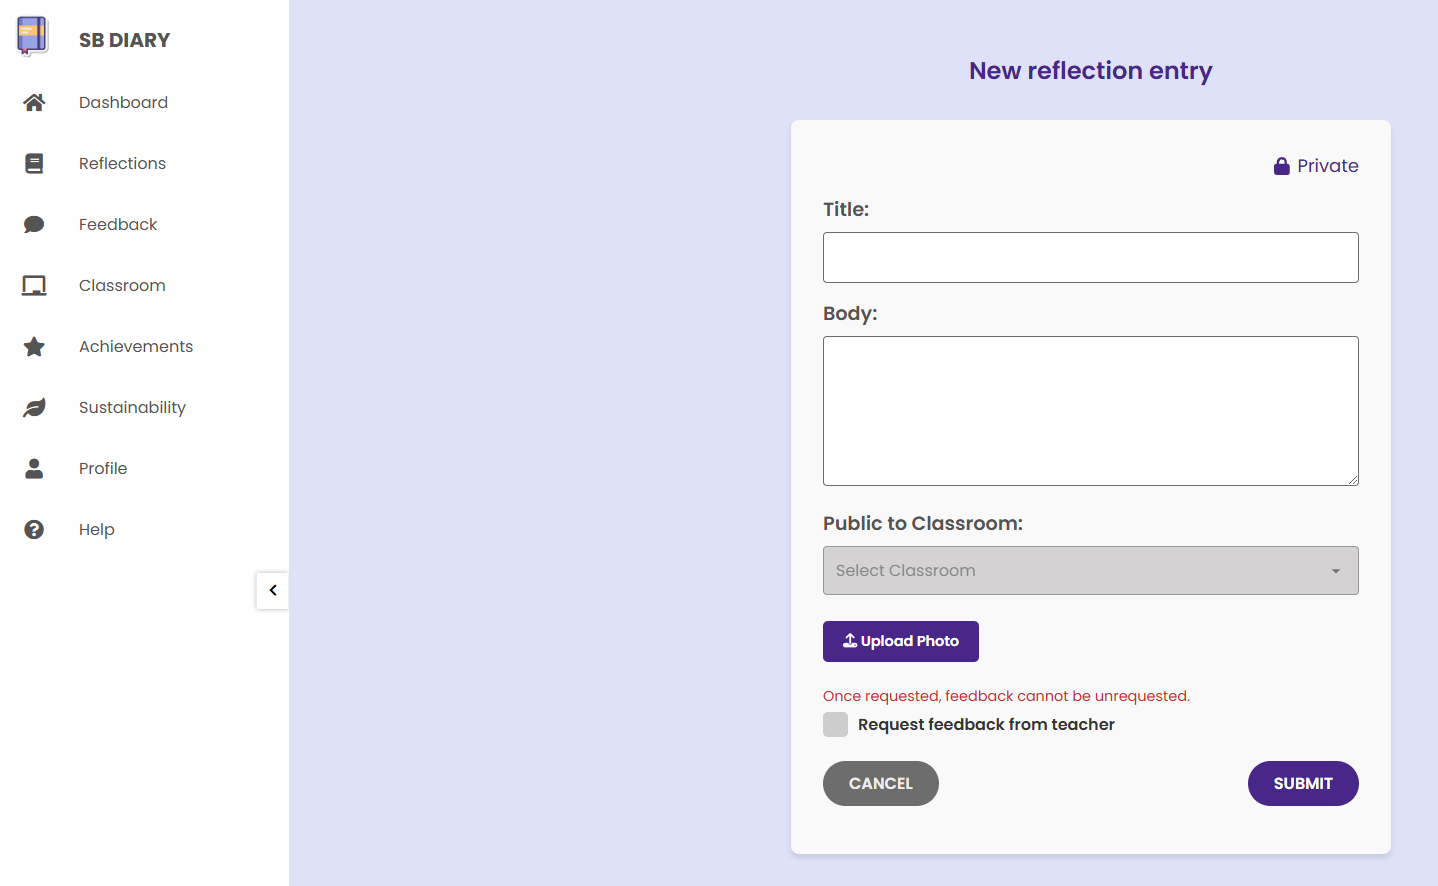 SB DIARY
Dashboard
Reflections
Feedback
Classroom
Achievements
Sustainability
Profile
Help
New reflection entry
Private
Title:
Body:
Public to Classroom:
Select Classroom
Upload Photo
Once requested, feedback cannot be unrequested.
Request feedback from teacher
CANCEL
SUBMIT